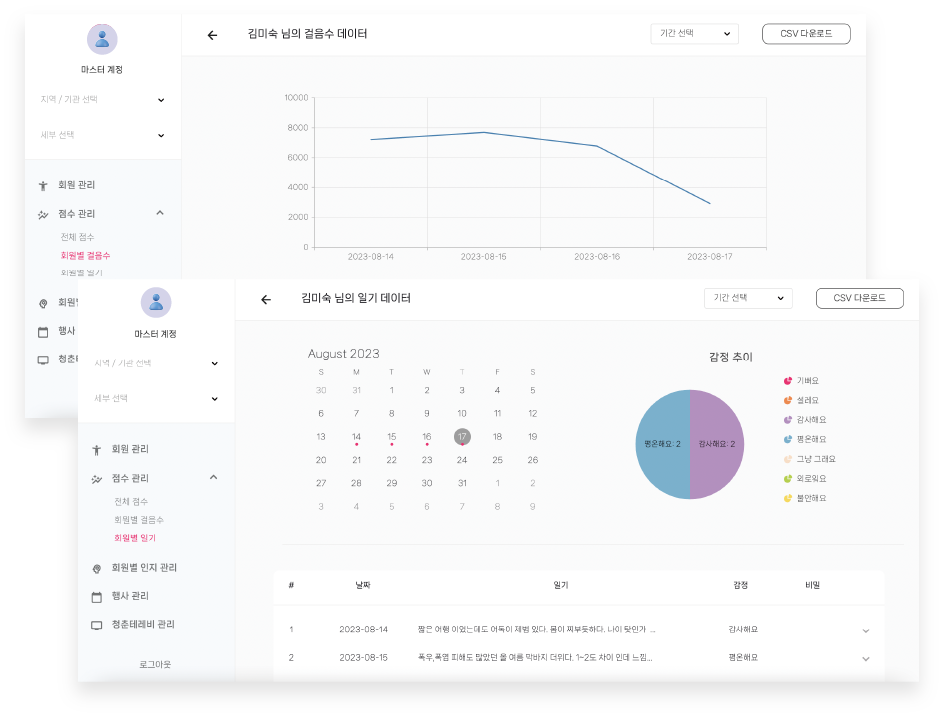 김미숙 님의 걸음수 데이터
기간 선택
CSV 다운로드
마스터 계정
지역 / 기관 선택
세부 선택
회원 관리
점수 관리
전체 점수
회원별 걸음수
회원별 일기
회원별
행사
10000
8000
6000
4000
2000
0
2023-08-14 2023-08-15 2023-08-16 2023-08-17
김미숙 님의 일기 데이터
기간 선택
CSV 다운로드
마스터 계정
지역 / 기관 선택
세부 선택
회원 관리
점수 관리
전체 점수
회원별 걸음수
회원별 일기
회원별 인지 관리
행사 관리
청춘테레비 관리
로그아웃
August 2023
S M T W T F S
30 31 1 2 3 4 5
6 7 8 9 10 11 12
13 14 15 16 17 18 19
20 21 22 23 24 25 26
27 28 29 30 31 1 2
3 4 5 6 7 8 9
감정 추이
평온해요: 2 감사해요: 2
기뻐요
설레요
감사해요
평온해요
그냥 그래요
외로워요
불안해요
# 날짜 일기 감정 비밀
1 2023-08-14 짧은 여행 이었는데도 여독이 제법 있다. 몸이 찌부듯하다. 나이 탓인가 ... 감사해요
2 2023-08-15 폭우,폭염 피해도 많았던 올 여름 막바지 더위다. 1~2도 차이 인데 느낌... 평온해요